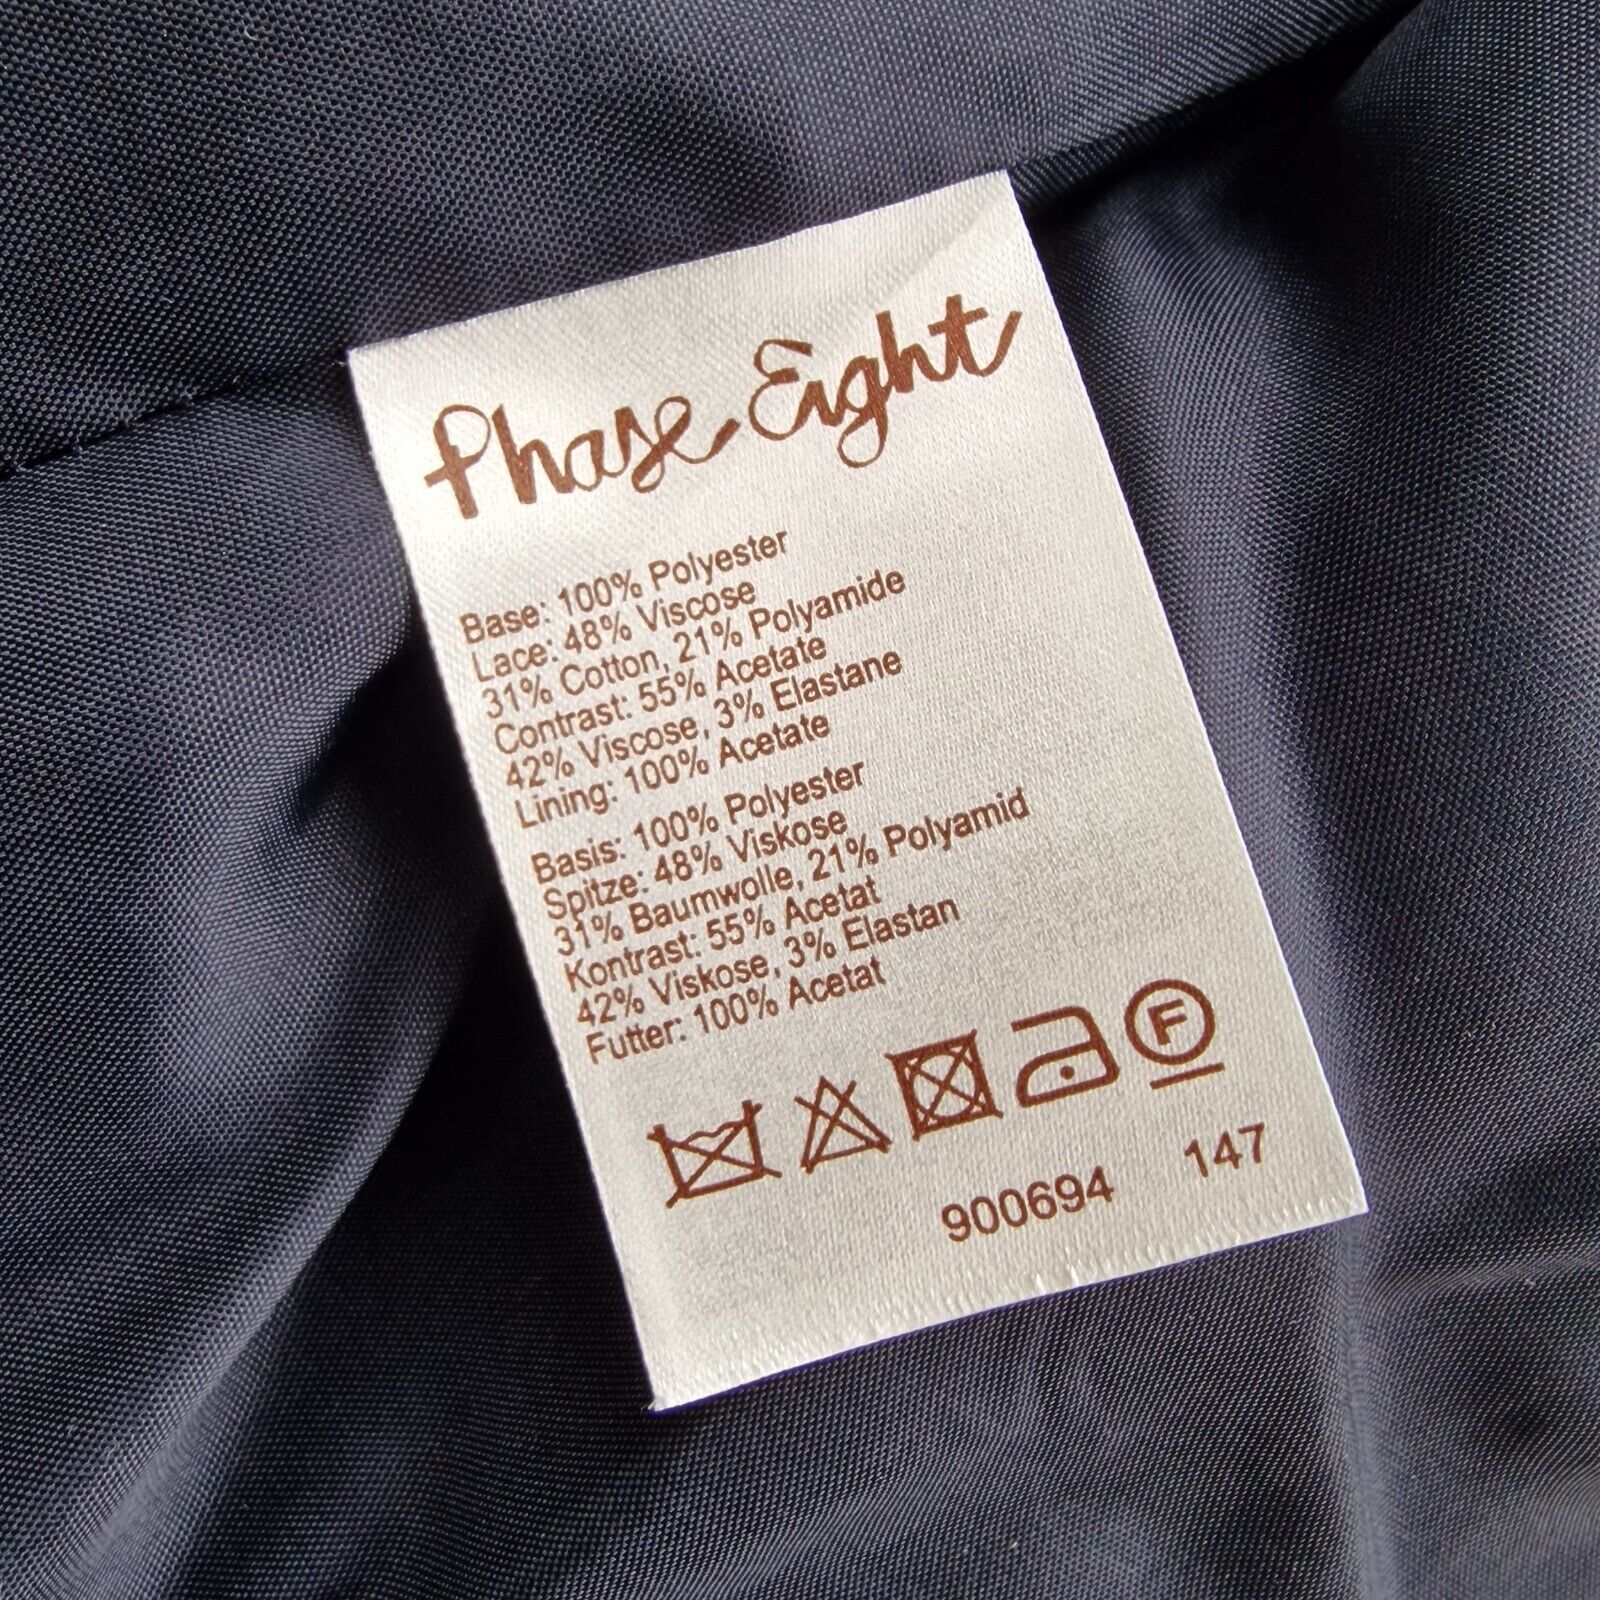 Phase Eight
Base: 100% Polyester
Lace: 48% Viscose
31% Cotton, 21% Polyamide
Contrast: 55% Acetate
42% Viscose, 3% Elastane
Lining: 100% Acetate
Basis: 100% Polyester
Spitze: 48% Viskose
31% Baumwolle, 21% Polyamid
Kontrast: 55% Acetat
42% Viskose, 3% Elastan
Futter: 100% Acetat
F
900694 147